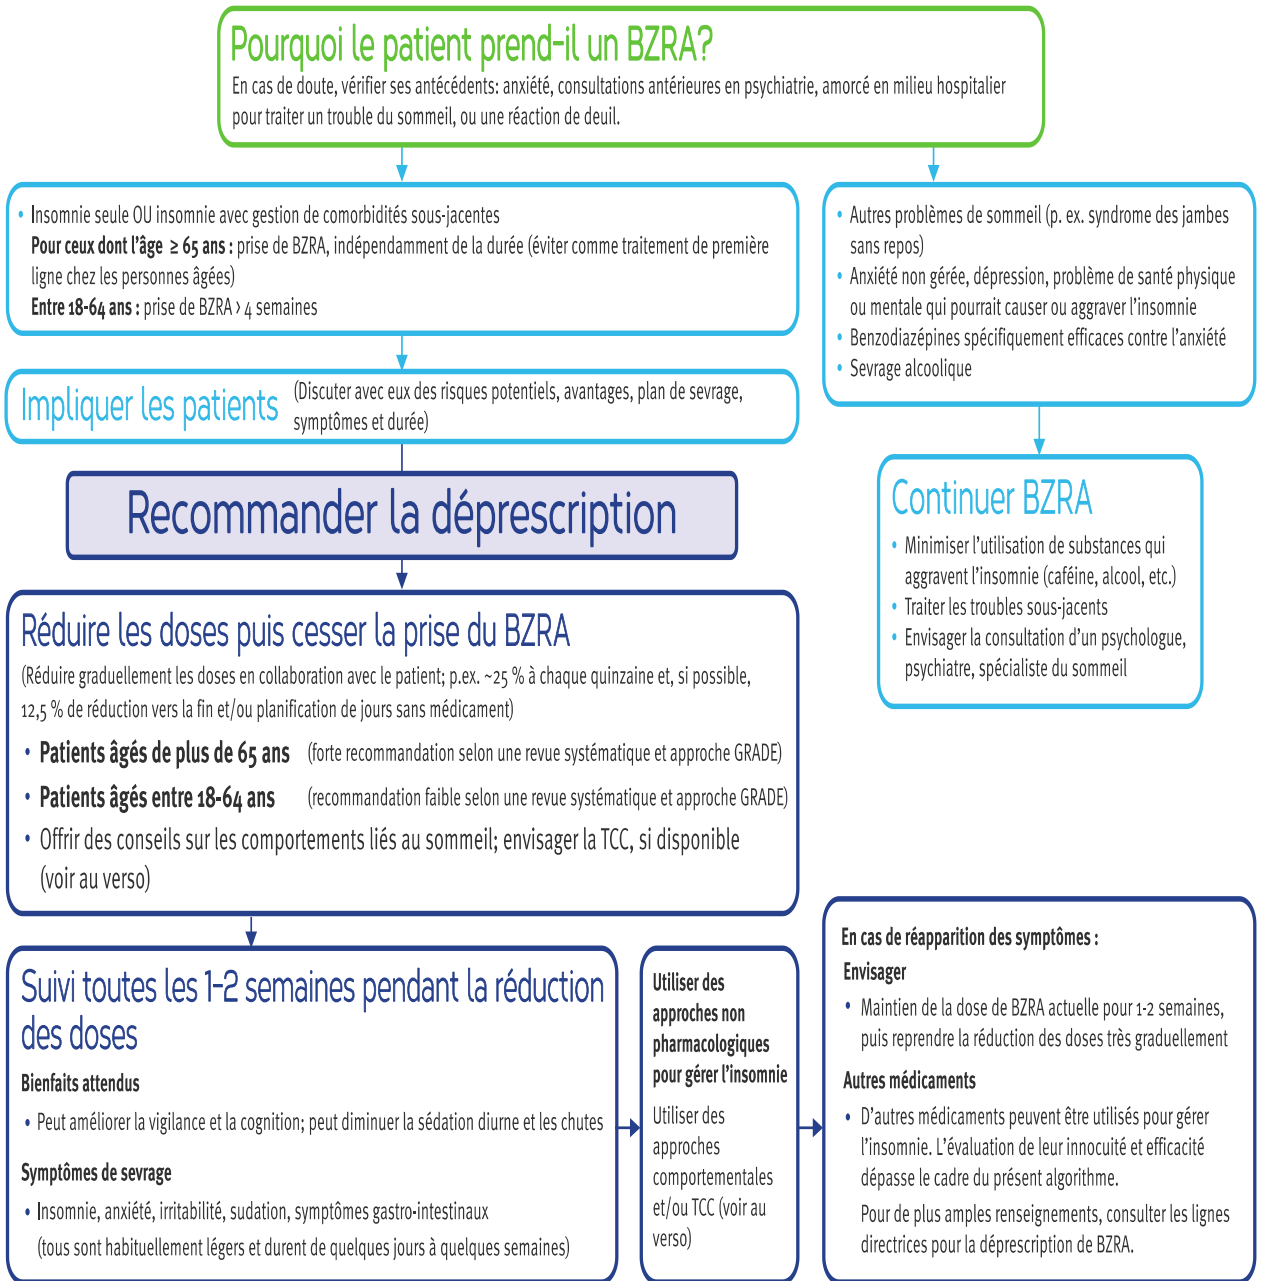 Pourquoi le patient prend-il un BZRA?
En cas de doute, vérifier ses antécédents: anxiété, consultations antérieures en psychiatrie, amorcé en milieu hospitalier
pour traiter un trouble du sommeil, ou une réaction de deuil.
• Insomnie seule OU insomnie avec gestion de comorbidités sous-jacentes
Pour ceux dont l'âge ≥ 65 ans : prise de BZRA, indépendamment de la durée (éviter comme traitement de première
ligne chez les personnes âgées)
Entre 18-64 ans : prise de BZRA > 4 semaines
• Autres problèmes de sommeil (p. ex. syndrome des jambes
sans repos)
• Anxiété non gérée, dépression, problème de santé physique
ou mentale qui pourrait causer ou aggraver l'insomnie
• Benzodiazépines spécifiquement efficaces contre l'anxiété
• Sevrage alcoolique
Impliquer les patients
(Discuter avec eux des risques potentiels, avantages, plan de sevrage,
symptômes et durée)
Recommander la déprescription
Continuer BZRA
• Minimiser l'utilisation de substances qui
aggravent l'insomnie (caféine, alcool, etc.)
• Traiter les troubles sous-jacents
• Envisager la consultation d'un psychologue,
psychiatre, spécialiste du sommeil
Réduire les doses puis cesser la prise du BZRA
(Réduire graduellement les doses en collaboration avec le patient; p.ex. ~25 % à chaque quinzaine et, si possible,
12,5 % de réduction vers la fin et/ou planification de jours sans médicament)
• Patients âgés de plus de 65 ans (forte recommandation selon une revue systématique et approche GRADE)
• Patients âgés entre 18-64 ans (recommandation faible selon une revue systématique et approche GRADE)
• Offrir des conseils sur les comportements liés au sommeil; envisager la TCC, si disponible
(voir au verso)
Suivi toutes les 1-2 semaines pendant la réduction
des doses
Bienfaits attendus
• Peut améliorer la vigilance et la cognition; peut diminuer la sédation diurne et les chutes
Symptômes de sevrage
• Insomnie, anxiété, irritabilité, sudation, symptômes gastro-intestinaux
(tous sont habituellement légers et durent de quelques jours à quelques semaines)
Utiliser des
approches non
pharmacologiques
pour gérer l'insomnie
Utiliser des
approches
comportementales
et/ou TCC (voir au
verso)
En cas de réapparition des symptômes :
Envisager
• Maintien de la dose de BZRA actuelle pour 1-2 semaines,
puis reprendre la réduction des doses très graduellement
Autres médicaments
• D'autres médicaments peuvent être utilisés pour gérer
l'insomnie. L'évaluation de leur innocuité et efficacité
dépasse le cadre du présent algorithme.
Pour de plus amples renseignements, consulter les lignes
directrices pour la déprescription de BZRA.